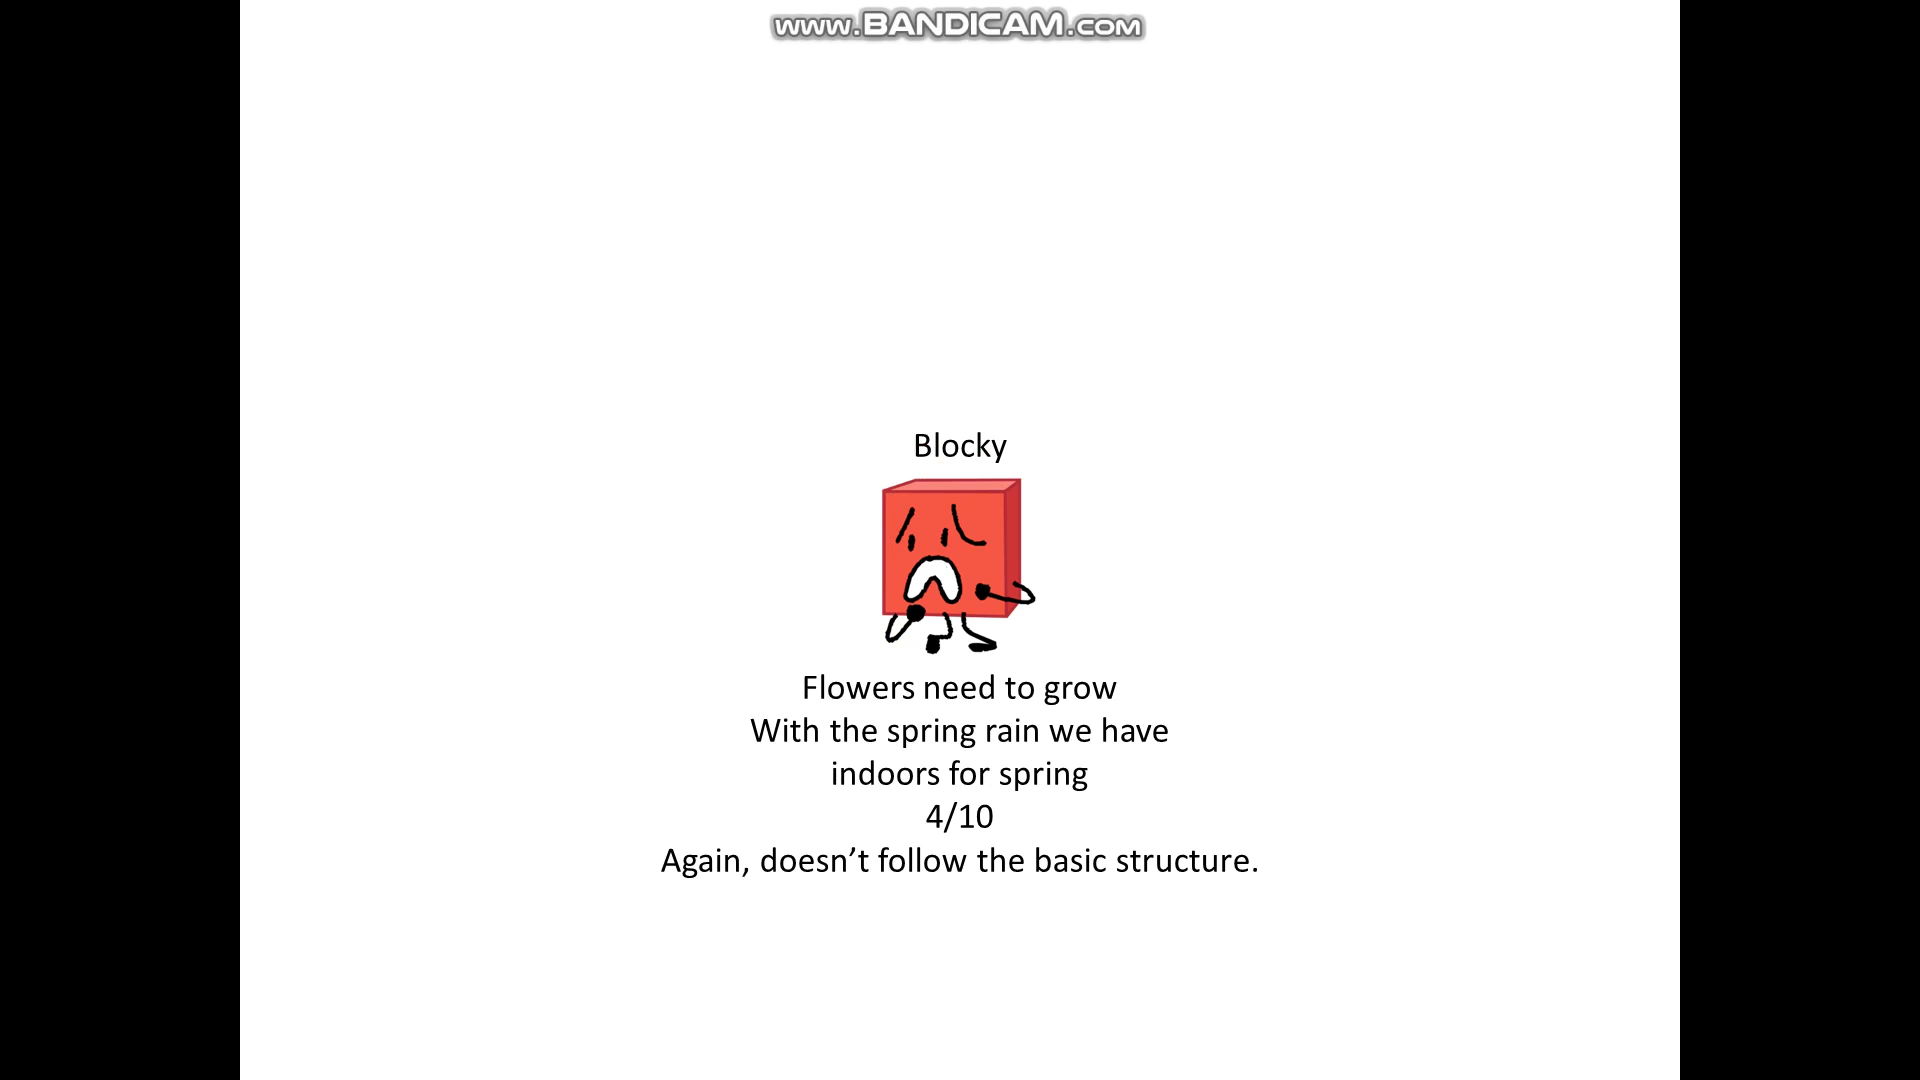 www.BANDICAM.com
Blocky
Flowers need to grow
With the spring rain we have
indoors for spring
4/10
Again, doesn’t follow the basic structure.